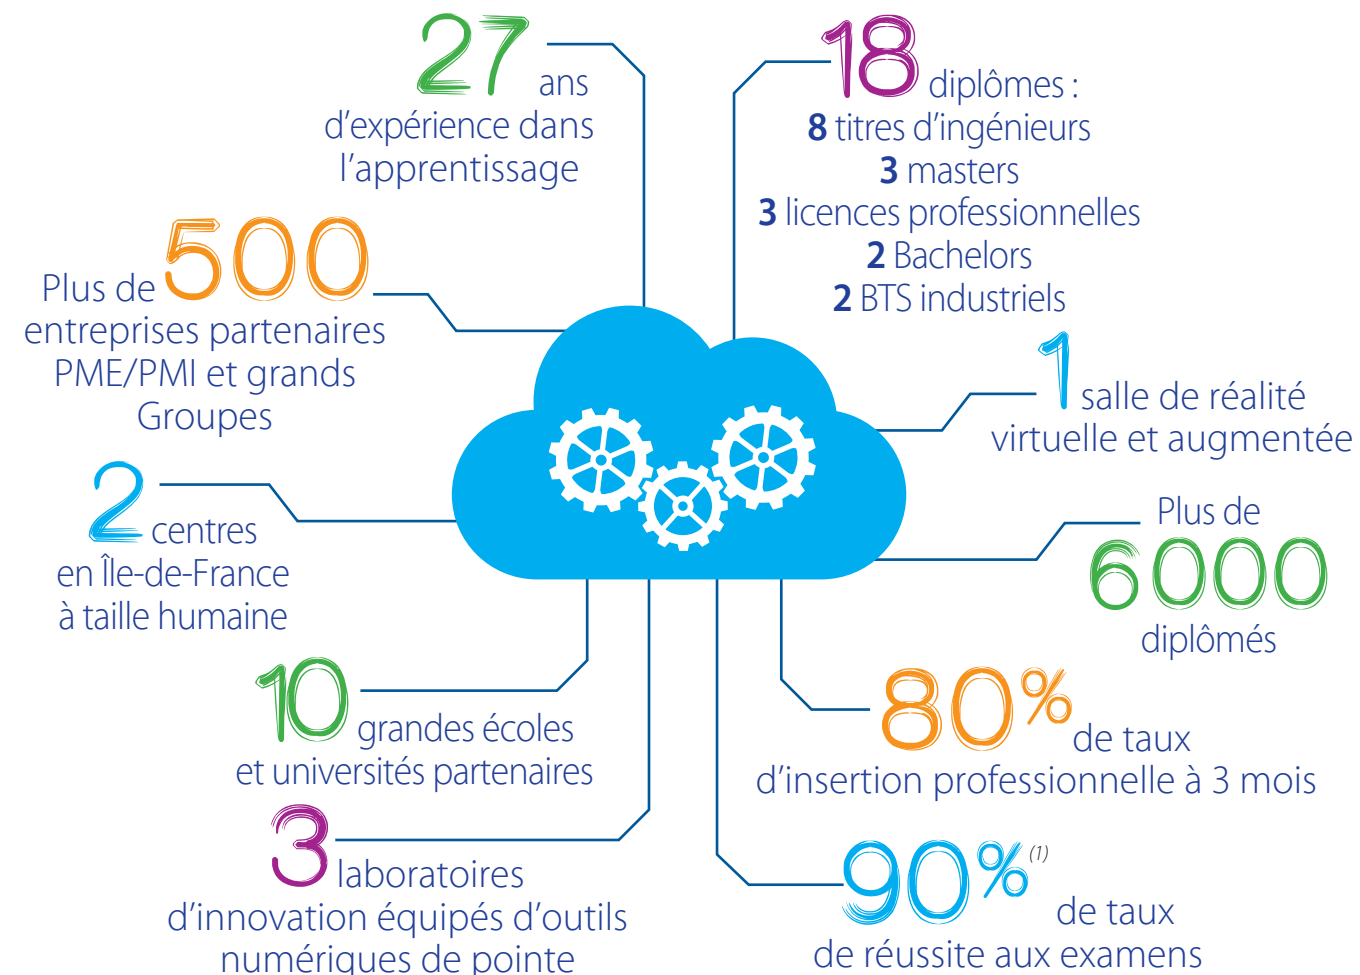 27 ans
d'expérience dans
l'apprentissage
18 diplômes :
8 titres d'ingénieurs
3 masters
3 licences professionnelles
2 Bachelors
2 BTS industriels
Plus de 500
entreprises partenaires
PME/PMI et grands
Groupes
1 salle de réalité
virtuelle et augmentée
2 centres
en Île-de-France
à taille humaine
Plus de
6000
diplômés
10 grandes écoles
et universités partenaires
80% de taux
d'insertion professionnelle à 3 mois
3 laboratoires
d'innovation équipés d'outils
numériques de pointe
90% (1) de taux
de réussite aux examens